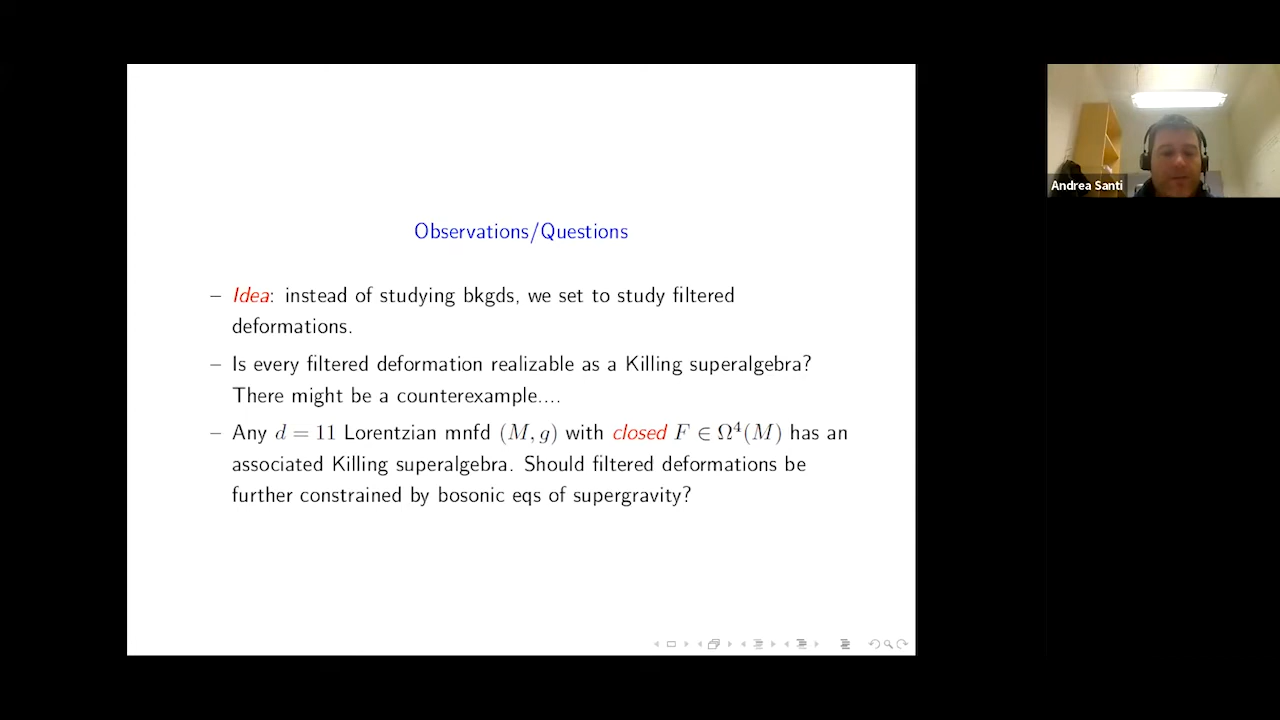 Observations/Questions
– Idea: instead of studying bkgds, we set to study filtered
deformations.
– Is every filtered deformation realizable as a Killing superalgebra?
There might be a counterexample....
– Any d = 11 Lorentzian mnfd (M, g) with closed F ∈ Ω⁴(M) has an
associated Killing superalgebra. Should filtered deformations be
further constrained by bosonic eqs of supergravity?
Andrea Santi